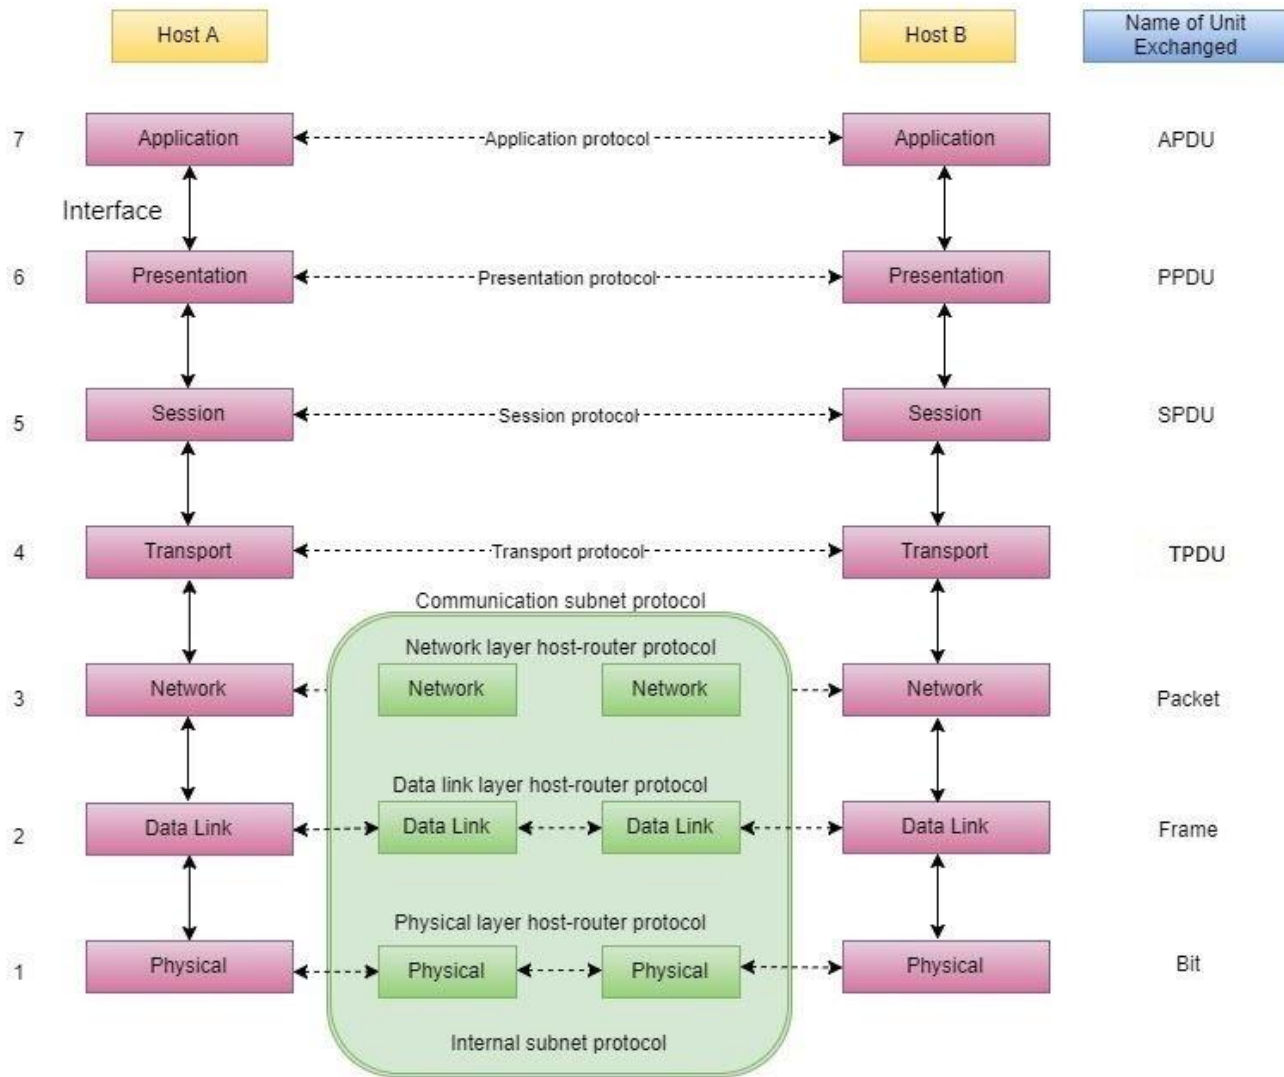 Host A
Host B
Name of Unit
Exchanged
7
Application
Application protocol
Application
APDU
Interface
6
Presentation
Presentation protocol
Presentation
PPDU
5
Session
Session protocol
Session
SPDU
4
Transport
Transport protocol
Transport
TPDU
Communication subnet protocol
Network layer host-router protocol
3
Network
Network
Network
Network
Packet
Data link layer host-router protocol
2
Data Link
Data Link
Data Link
Data Link
Frame
Physical layer host-router protocol
1
Physical
Physical
Physical
Physical
Bit
Internal subnet protocol